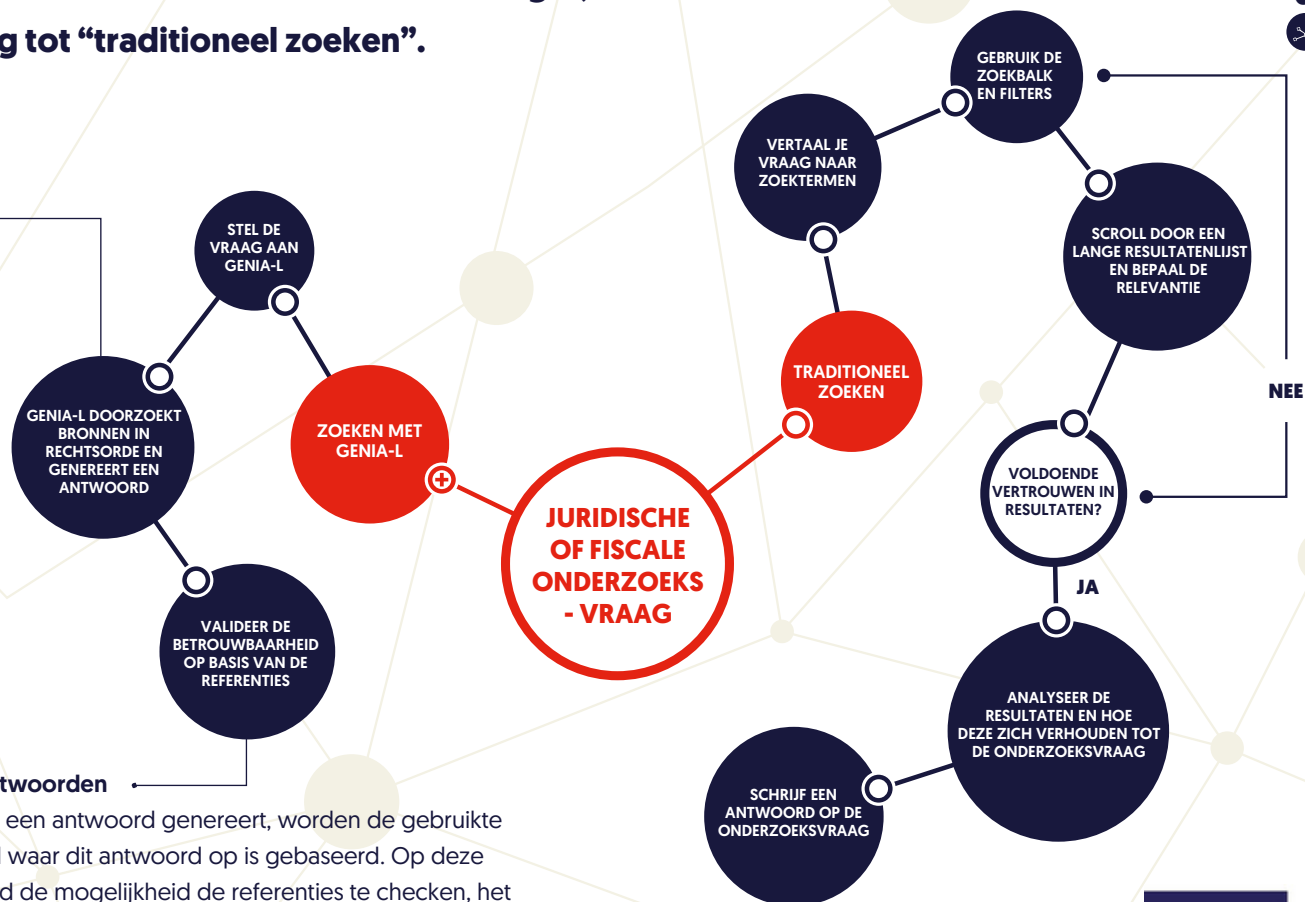 g tot “traditioneel zoeken”.
STEL DE
VRAAG AAN
GENIA-L
GENIA-L DOORZOEKT
BRONNEN IN
RECHTSORDE EN
GENEREERT EEN
ANTWOORD
ZOEKEN MET
GENIA-L
VALIDEER DE
BETROUWBAARHEID
OP BASIS VAN DE
REFERENTIES
JURIDISCHE
OF FISCALE
ONDERZOEKS
- VRAAG
TRADITIONEEL
ZOEKEN
VERTAAL JE
VRAAG NAAR
ZOEKTERMEN
GEBRUIK DE
ZOEKBALK
EN FILTERS
SCROLL DOOR EEN
LANGE RESULTATENLIJST
EN BEPAAL DE
RELEVANTIE
NEE
VOLDOENDE
VERTROUWEN IN
RESULTATEN?
JA
ANALYSEER DE
RESULTATEN EN HOE
DEZE ZICH VERHOUDEN TOT
DE ONDERZOEKSVRAAG
SCHRIJF EEN
ANTWOORD OP DE
ONDERZOEKSVRAAG
twoorden
een antwoord genereert, worden de gebruikte
waar dit antwoord op is gebaseerd. Op deze
d de mogelijkheid de referenties te checken, het